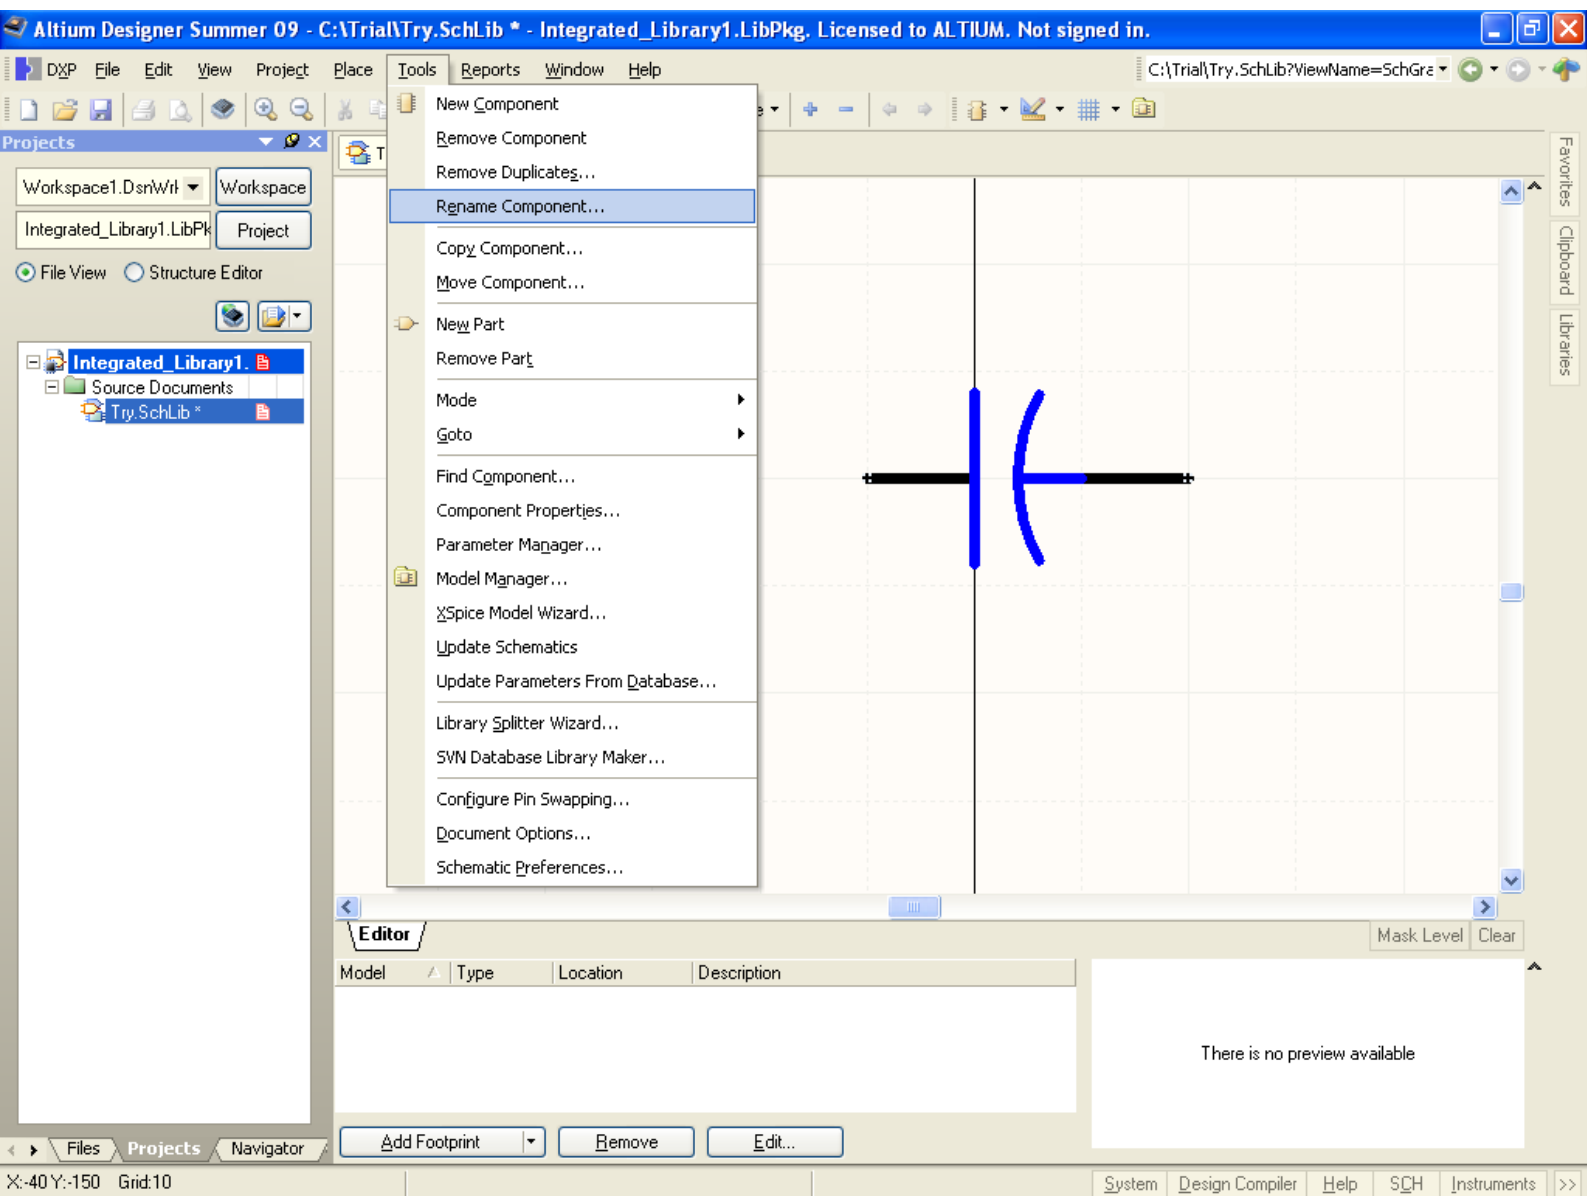 Altium Designer Summer 09 - C:\Trial\Try.SchLib * - Integrated_Library1.LibPkg. Licensed to ALTIUM. Not signed in.
DXP File Edit View Project Place Tools Reports Window Help
C:\Trial\Try.SchLib?ViewName=SchGra
Projects
Workspace1.DsnWrk
Workspace
Integrated_Library1.LibPk
Project
File View Structure Editor
Integrated_Library1.
Source Documents
Try.SchLib *
New Component
Remove Component
Remove Duplicates...
Rename Component...
Copy Component...
Move Component...
New Part
Remove Part
Mode
Goto
Find Component...
Component Properties...
Parameter Manager...
Model Manager...
XSpice Model Wizard...
Update Schematics
Update Parameters From Database...
Library Splitter Wizard...
SVN Database Library Maker...
Configure Pin Swapping...
Document Options...
Schematic Preferences...
Favorites
Clipboard
Libraries
Editor
Mask Level Clear
Model Type Location Description
There is no preview available
Add Footprint Remove Edit...
Files Projects Navigator
X:-40 Y:-150 Grid:10
System Design Compiler Help SCH Instruments >>